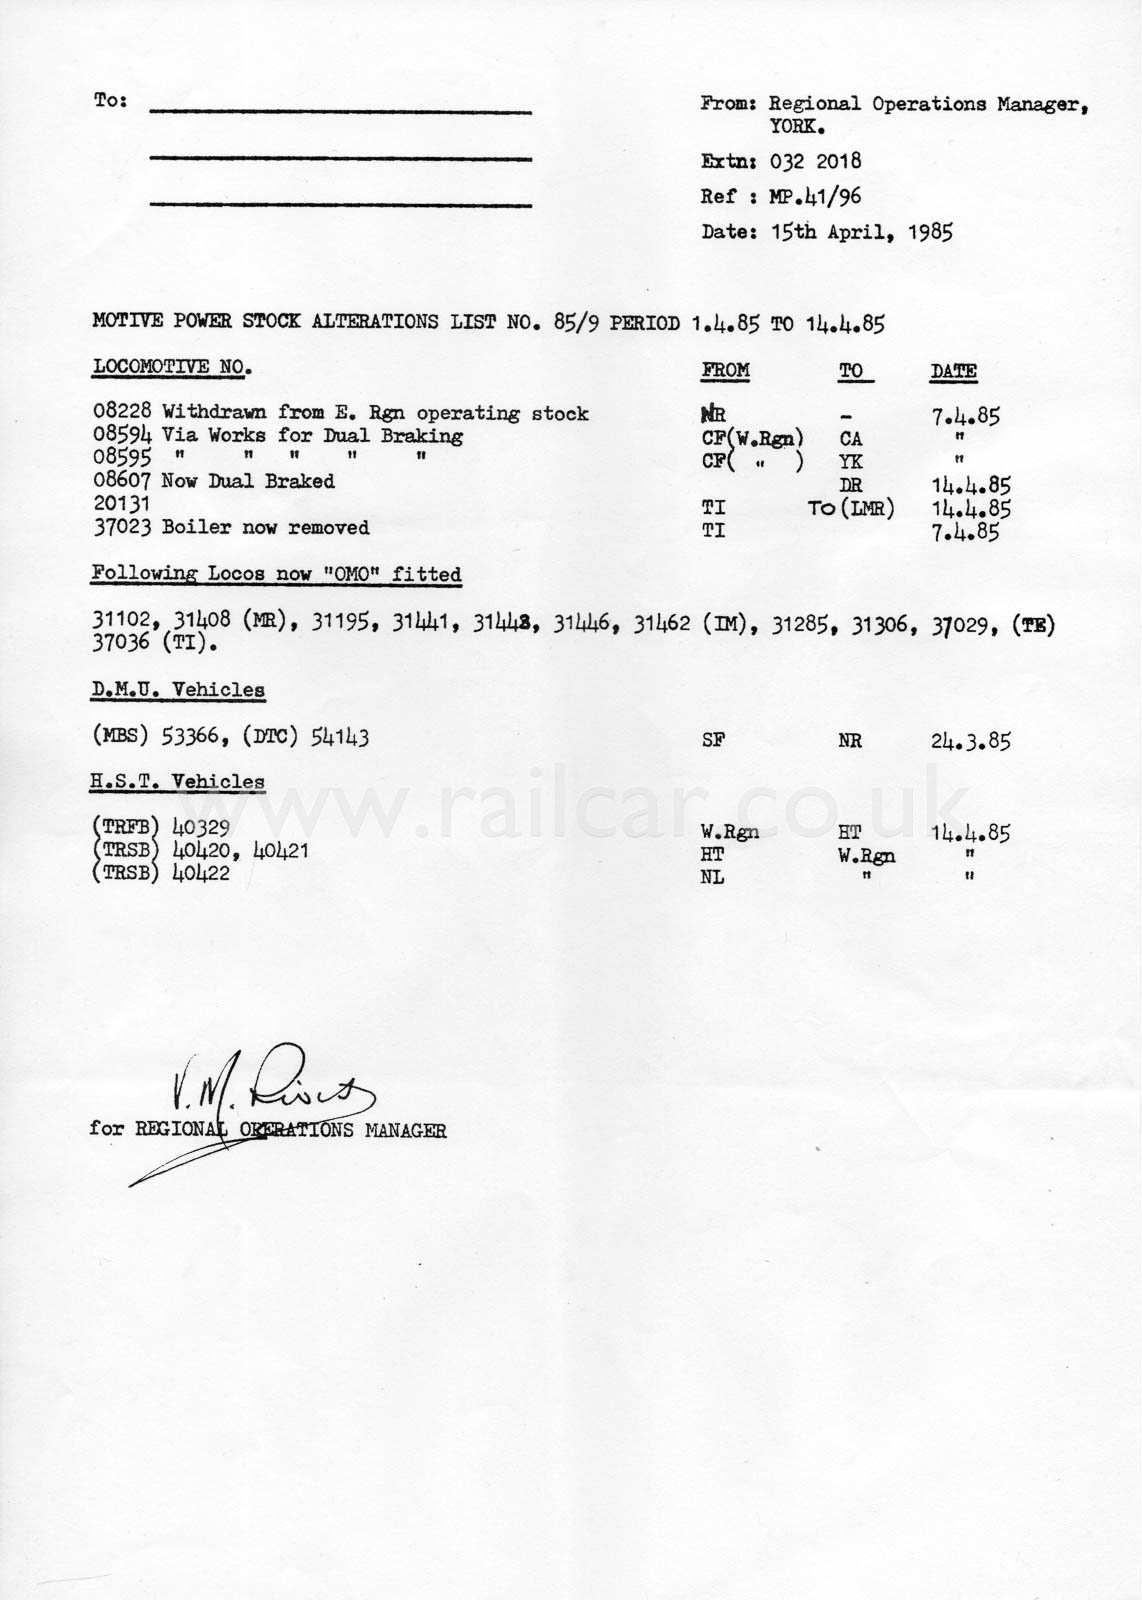 To:
From: Regional Operations Manager,
YORK.
Extn: 032 2018
Ref : MP.41/96
Date: 15th April, 1985
MOTIVE POWER STOCK ALTERATIONS LIST NO. 85/9 PERIOD 1.4.85 TO 14.4.85
LOCOMOTIVE NO. FROM TO DATE
08228 Withdrawn from E. Rgn operating stock NR - 7.4.85
08594 Via Works for Dual Braking CF(W.Rgn) CA "
08595 " " " " " CF( " ) YK "
08607 Now Dual Braked DR 14.4.85
20131 TI TO(LMR) 14.4.85
37023 Boiler now removed TI 7.4.85
Following Locos now "OMO" fitted
31102, 31408 (MR), 31195, 31441, 31446, 31462 (IM), 31285, 31306, 37029, (TE)
37036 (TI).
D.M.U. Vehicles
(MBS) 53366, (DTC) 54143 SF NR 24.3.85
H.S.T. Vehicles
www.railcar.co.uk
(TRFB) 40329 W.Rgn HT 14.4.85
(TRSB) 40420, 40421 HT W.Rgn "
(TRSB) 40422 NL " "
V. M.
for REGIONAL OPERATIONS MANAGER